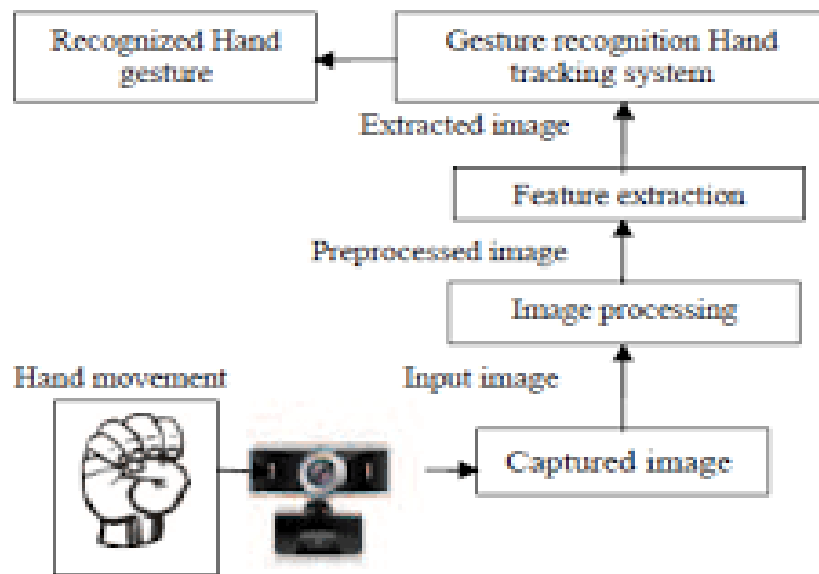 Recognized Hand
gesture
Gesture recognition Hand
tracking system
Extracted image
Feature extraction
Preprocessed image
Image processing
Hand movement
Input image
Captured image